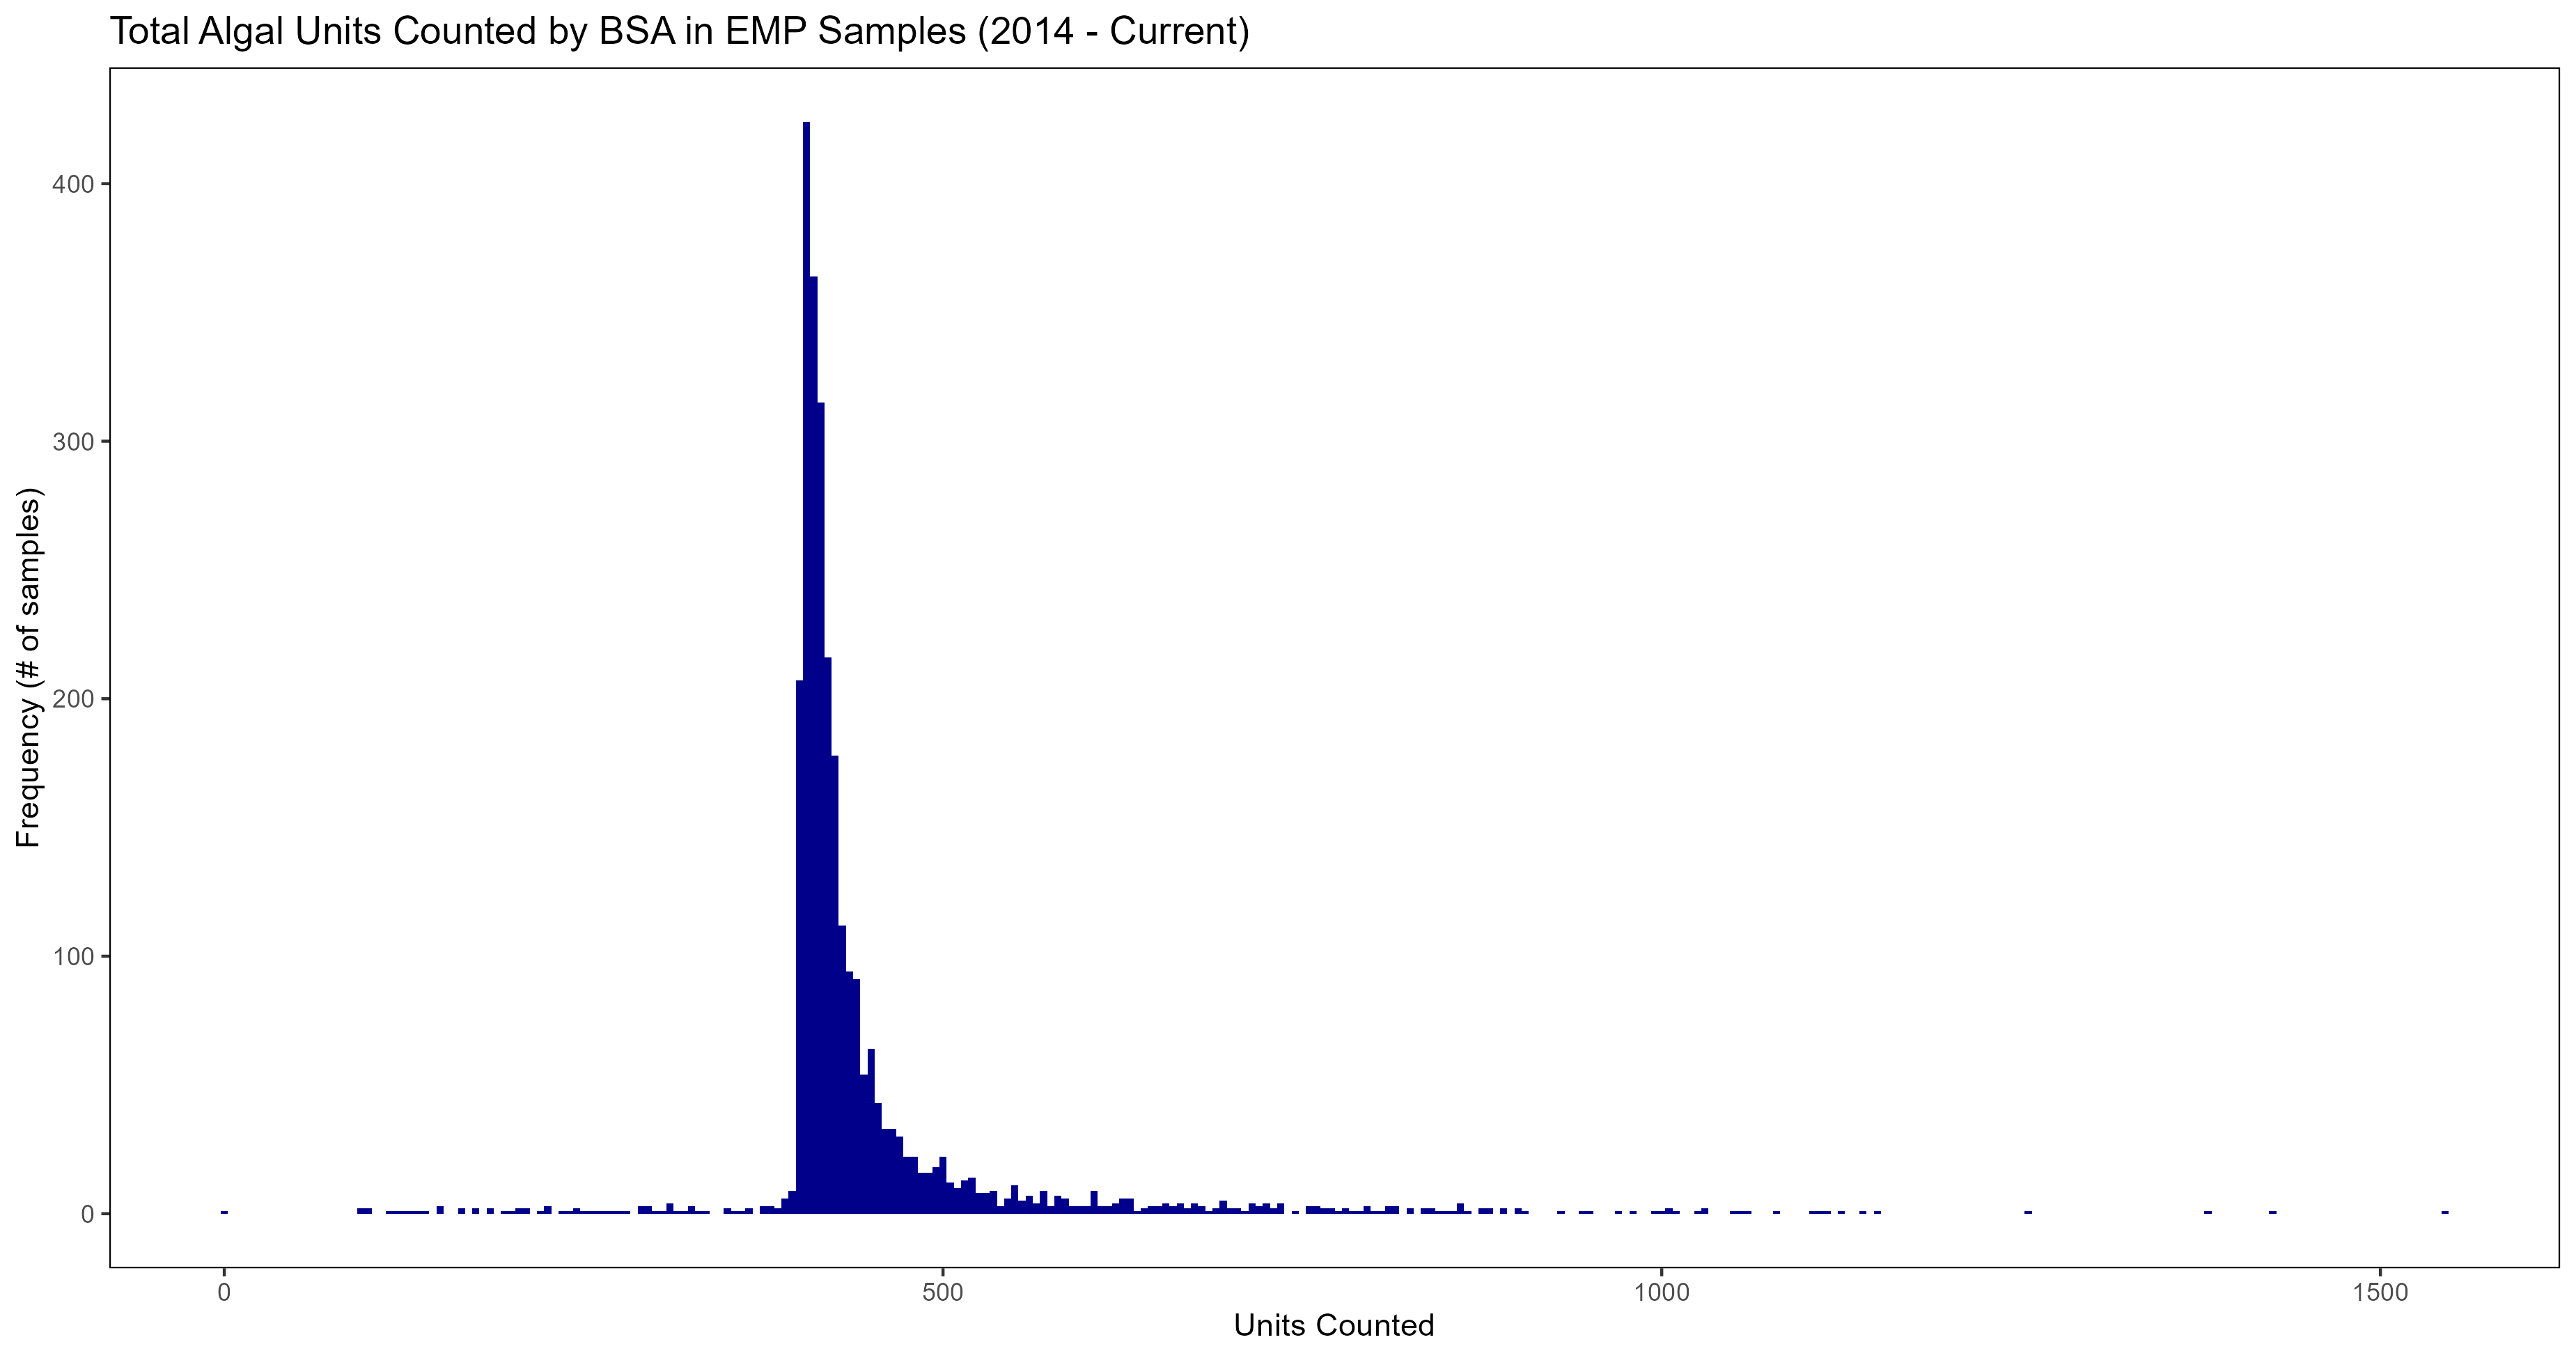 Total Algal Units Counted by BSA in EMP Samples (2014 - Current)
Frequency (# of samples)
400
300
200
100
0
0 500 1000 1500
Units Counted